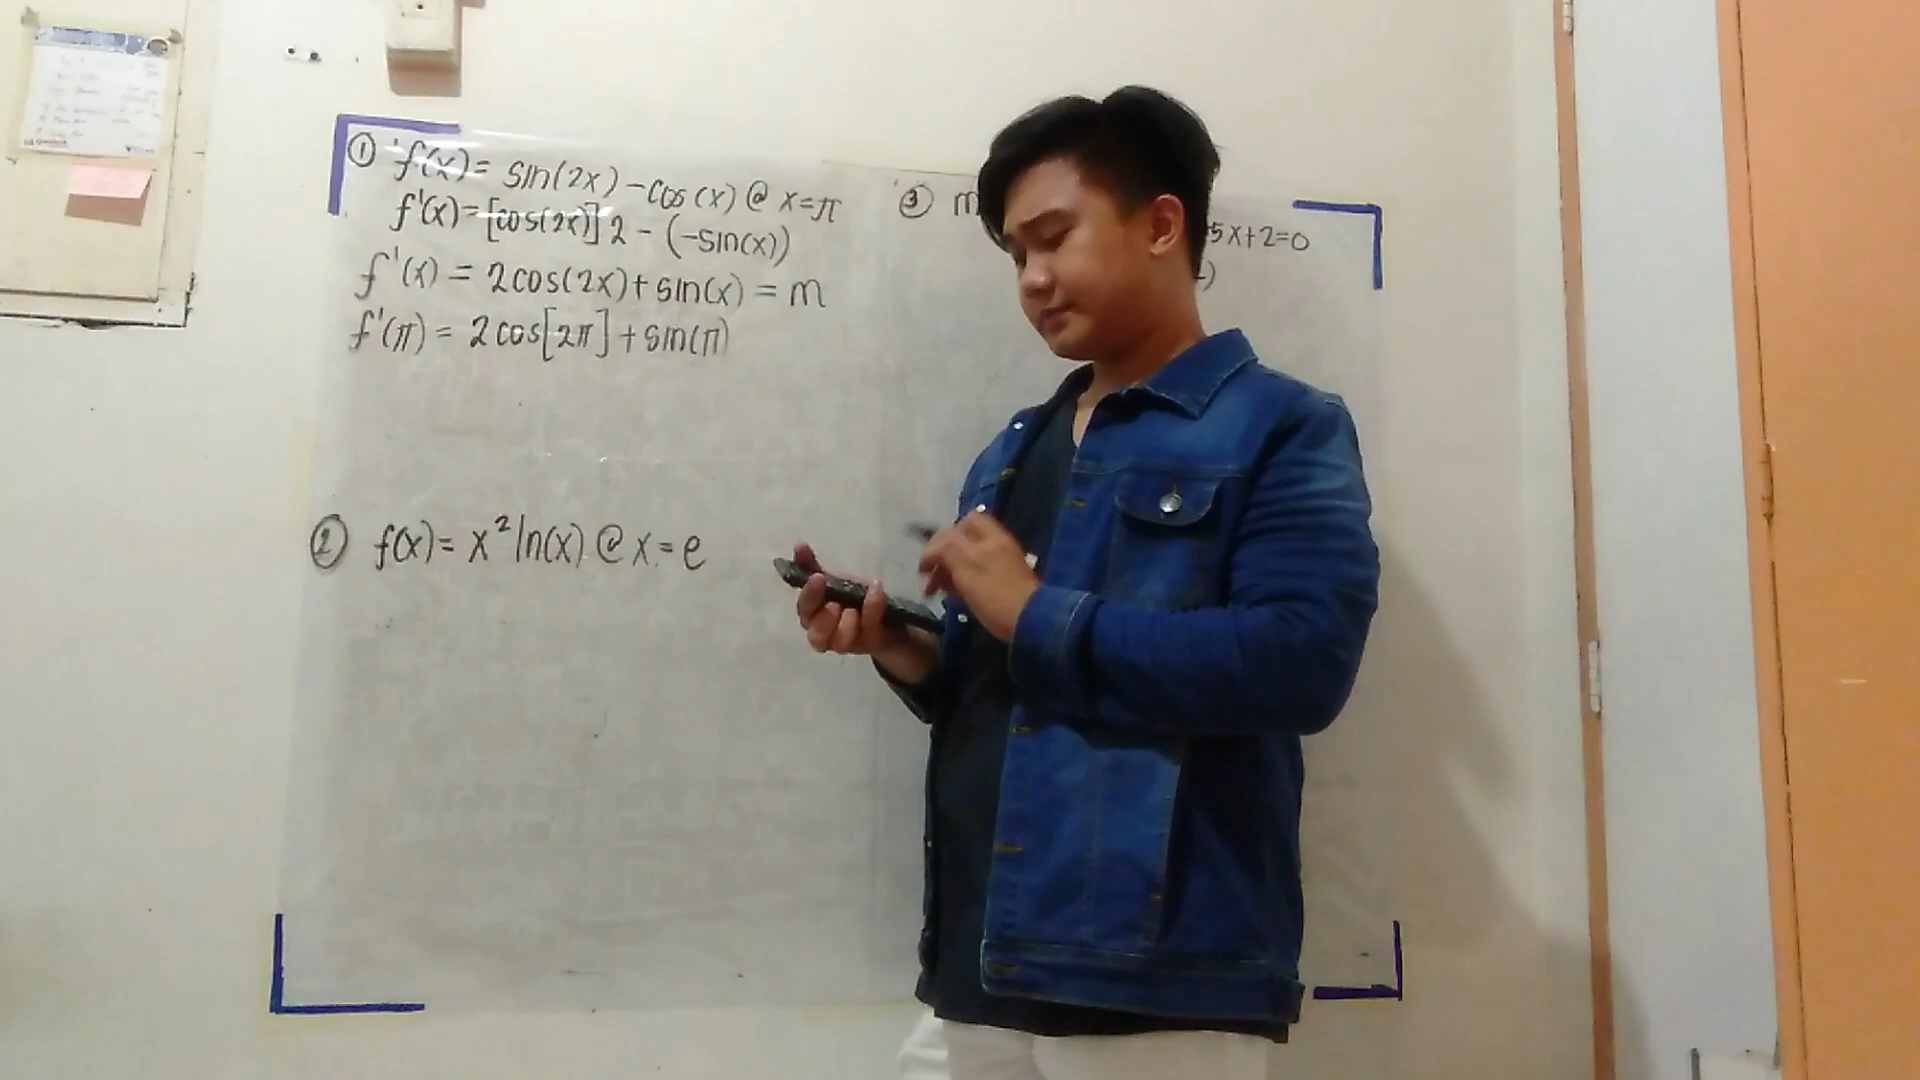 ① f(x) = sin(2x) - cos(x) @ x=π
f'(x) = [cos(2x)] 2 - (-sin(x))
f'(x) = 2cos(2x) + sin(x) = m
f'(π) = 2cos[2π] + sin(π)
② f(x) = x² ln(x) @ x = e
③ m
5x+2=0
)